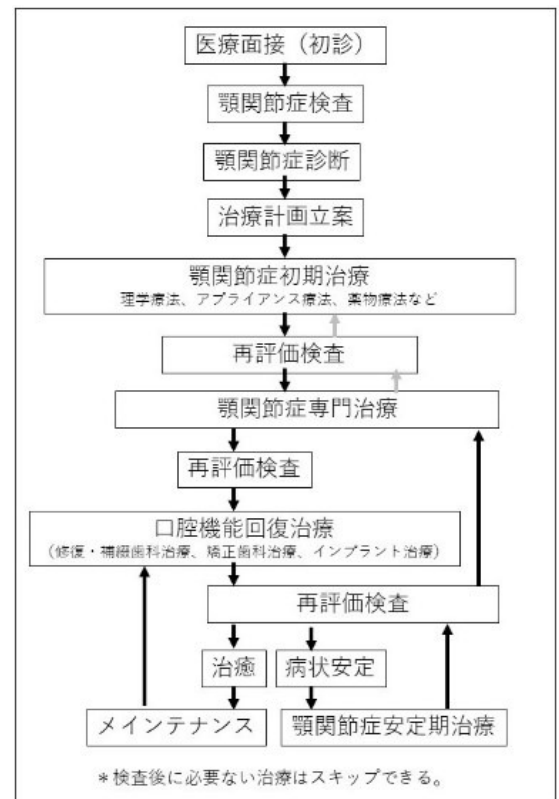 医療面接（初診）
顎関節症検査
顎関節症診断
治療計画立案
顎関節症初期治療
理学療法、アプライアンス療法、薬物療法など
再評価検査
顎関節症専門治療
再評価検査
口腔機能回復治療
（修復・補綴歯科治療、矯正歯科治療、インプラント治療）
再評価検査
治癒 病状安定
メインテナンス 顎関節症安定期治療
＊検査後に必要ない治療はスキップできる。